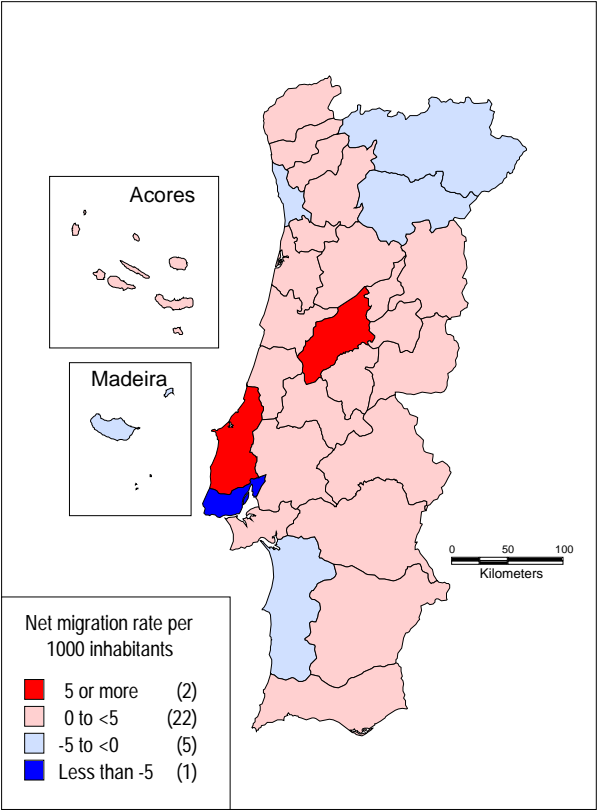 Acores
Madeira
0 50 100
Kilometers
Net migration rate per
1000 inhabitants
5 or more (2)
0 to <5 (22)
-5 to <0 (5)
Less than -5 (1)